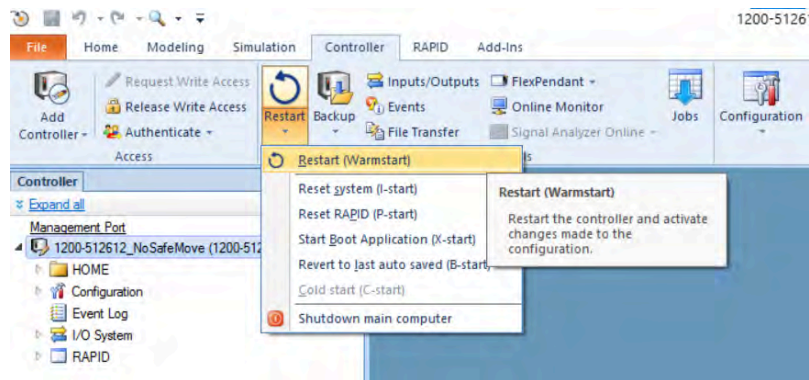 1200-5126
File Home Modeling Simulation Controller RAPID Add-Ins
Request Write Access
Release Write Access
Authenticate
Add
Controller
Access
Restart
Backup
Inputs/Outputs
Events
File Transfer
FlexPendant
Online Monitor
Signal Analyzer Online
Jobs
Configuration
ls
Restart (Warmstart)
Reset system (I-start)
Reset RAPID (P-start)
Start Boot Application (X-start)
Revert to last auto saved (B-start)
Cold start (C-start)
Shutdown main computer
Restart (Warmstart)
Restart the controller and activate
changes made to the
configuration.
Controller
Expand all
Management Port
1200-512612_NoSafeMove (1200-512
HOME
Configuration
Event Log
I/O System
RAPID